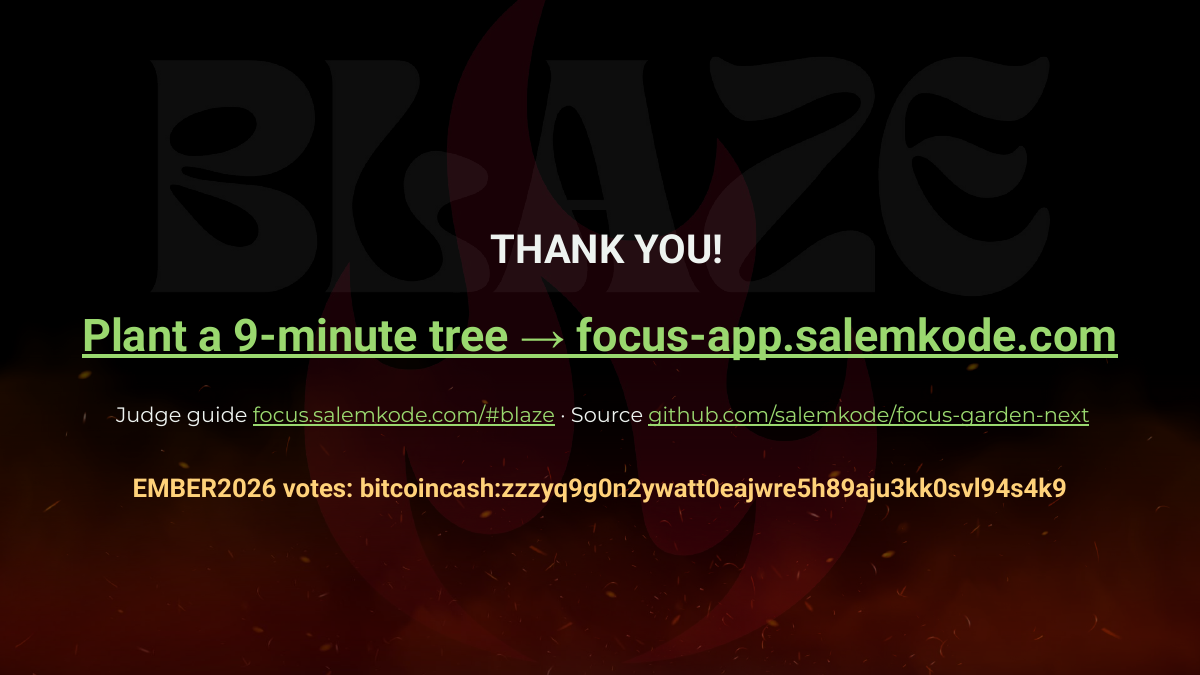 BLAZE
THANK YOU!
Plant a 9-minute tree → focus-app.salemkode.com
Judge guide focus.salemkode.com/#blaze · Source github.com/salemkode/focus-garden-next
EMBER2026 votes: bitcoincash:zzzyq9g0n2ywatt0eajwre5h89aju3kk0svl94s4k9